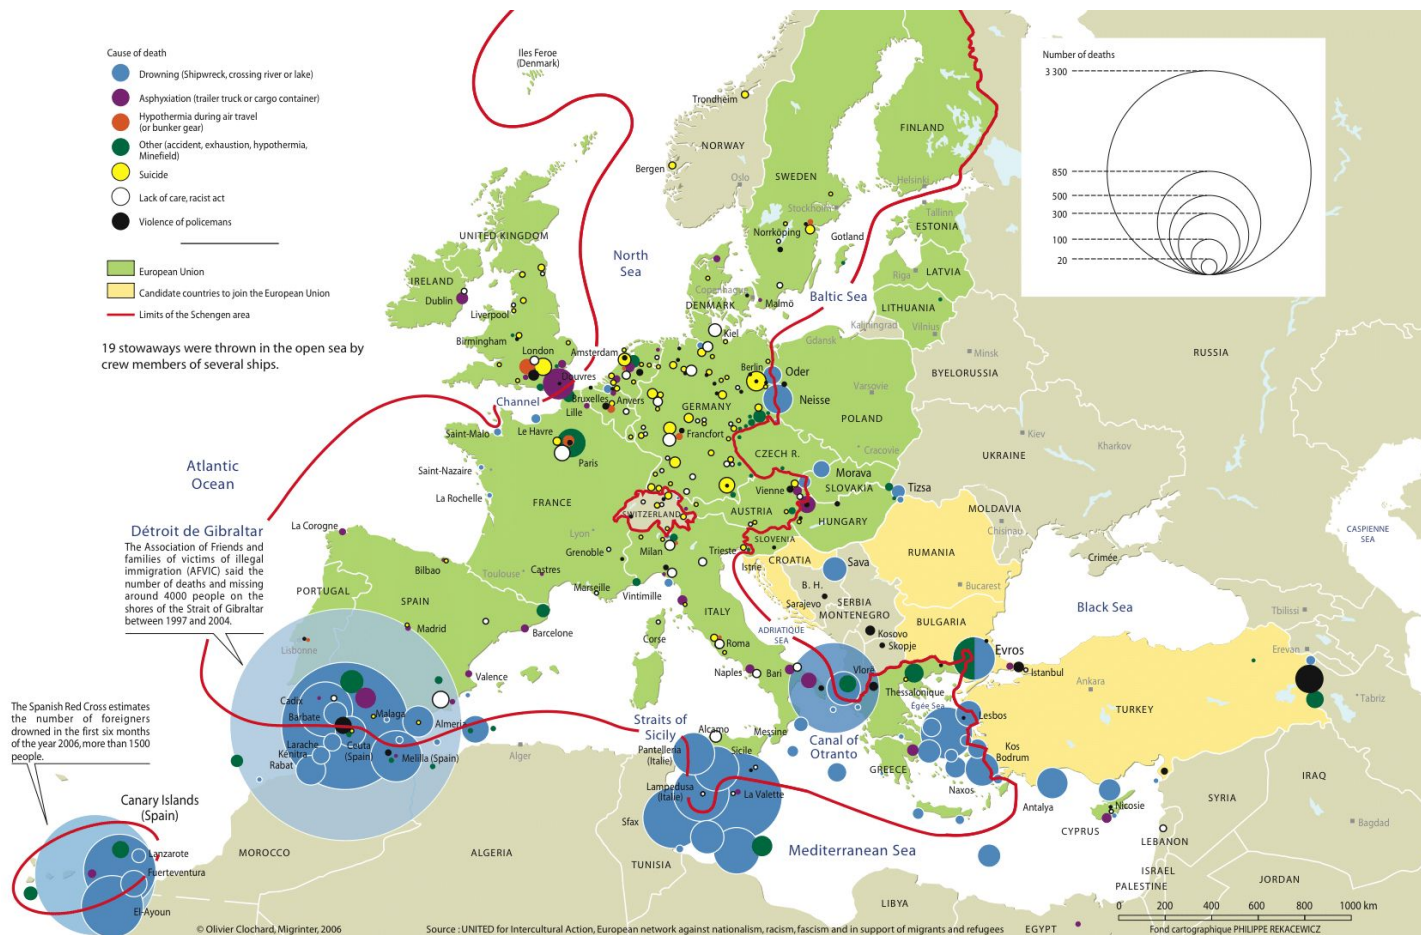 Cause of death
Drowning (Shipwreck, crossing river or lake)
Asphyxiation (trailer truck or cargo container)
Hypothermia during air travel
(or bunker gear)
Other (accident, exhaustion, hypothermia,
Minefield)
Suicide
Lack of care, racist act
Violence of policemans
European Union
Candidate countries to join the European Union
Limits of the Schengen area
19 stowaways were thrown in the open sea by
crew members of several ships.
Number of deaths
3 300
850
500
300
100
20
Iles Feroe
(Denmark)
Trondheim
NORWAY
Bergen
Oslo
SWEDEN
FINLAND
Helsinki
Stockholm
Tallinn
ESTONIA
Norrköping
Gotland
North
Sea
UNITED KINGDOM
Riga
LATVIA
IRELAND
Dublin
Copenhague
DENMARK
Malmö
Baltic Sea
LITHUANIA
Liverpool
Kiel
Kaliningrad
Vilnius
Gdansk
Birmingham
London
Amsterdam
Berlin
Oder
Minsk
BYELORUSSIA
RUSSIA
Douvres
Channel
Bruxelles
Anvers
Lille
GERMANY
Neisse
Varsovie
POLAND
Saint-Malo
Le Havre
Francfort
Paris
CZECH R.
Cracovie
Kiev
Kharkov
UKRAINE
Atlantic
Ocean
Saint-Nazaire
La Rochelle
FRANCE
Morava
Vienne
SLOVAKIA
Tizsa
SWITZERLAND
AUSTRIA
HUNGARY
MOLDAVIA
Chisinau
CASPIENNE
SEA
Détroit de Gibraltar
The Association of Friends and
families of victims of illegal
immigration (AFVIC) said the
number of deaths and missing
around 4000 people on the
shores of the Strait of Gibraltar
between 1997 and 2004.
La Corogne
Lyon
Grenoble
Milan
Trieste
SLOVENIA
CROATIA
Istrie
Sava
RUMANIA
Crimée
Bilbao
Toulouse
Castres
Marseille
Vintimille
B. H.
Sarajevo
SERBIA
MONTENEGRO
Bucarest
PORTUGAL
SPAIN
ITALY
Black Sea
Tbilissi
Madrid
Barcelone
Corse
Roma
ADRIATIQUE
SEA
Kosovo
Skopje
BULGARIA
Evros
Istanbul
Erevan
Lisbonne
Valence
Naples
Bari
Vlorë
Thessalonique
Ankara
TURKEY
Tabriz
The Spanish Red Cross estimates
the number of foreigners
drowned in the first six months
of the year 2006, more than 1500
people.
Cadix
Barbate
Malaga
Almeria
Larache
Kénitra
Rabat
Ceuta
(Spain)
Melilla (Spain)
Alger
Straits of
Sicily
Alcamo
Messine
Pantelleria
(Italie)
Sicile
Canal of
Otranto
Égée Sea
Lesbos
GREECE
Kos
Bodrum
Naxos
Antalya
Lampedusa
(Italie)
La Valette
Sfax
Nicosie
CYPRUS
SYRIA
IRAQ
Bagdad
LEBANON
Canary Islands
(Spain)
Lanzarote
Fuerteventura
El-Ayoun
MOROCCO
ALGERIA
TUNISIA
Mediterranean Sea
ISRAEL
PALESTINE
JORDAN
LIBYA
EGYPT
0 200 400 600 800 1000 km
© Olivier Clochard, Migrinter, 2006
Source : UNITED for Intercultural Action, European network against nationalism, racism, fascism and in support of migrants and refugees
Fond cartographique PHILIPPE REKACEWICZ